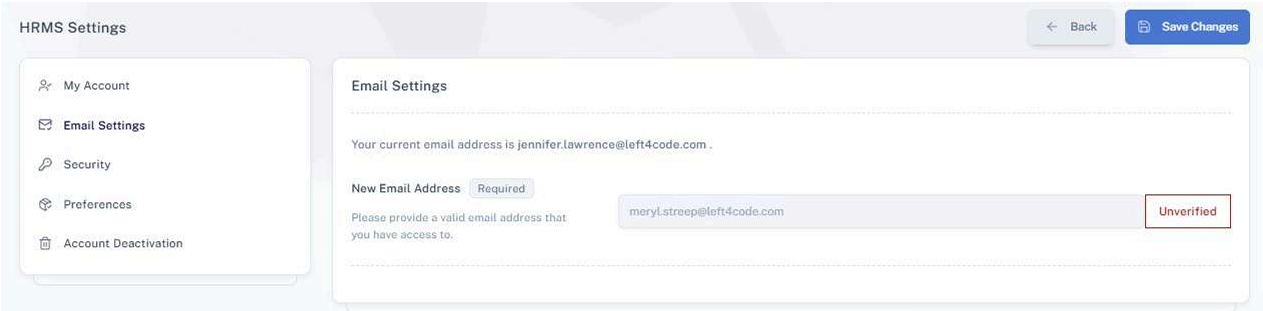 HRMS Settings
Back
Save Changes
My Account
Email Settings
Security
Preferences
Account Deactivation
Email Settings
Your current email address is jennifer.lawrence@left4code.com .
New Email Address Required
Please provide a valid email address that
you have access to.
meryl.streep@left4code.com
Unverified